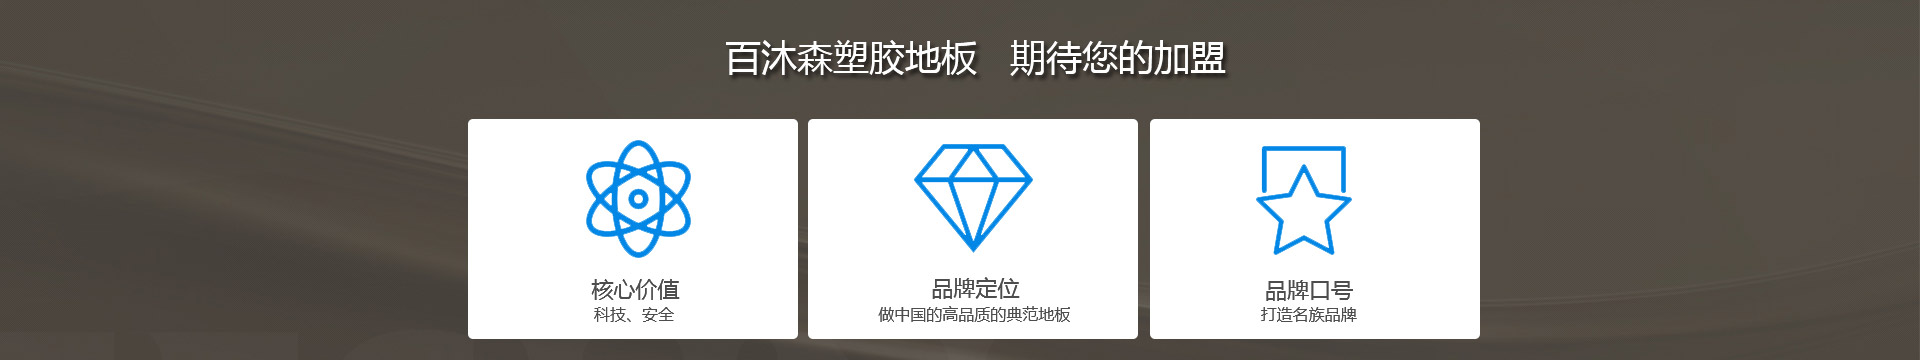 百沐森塑胶地板 期待您的加盟
核心价值
科技、安全
品牌定位
做中国的高品质的典范地板
品牌口号
打造名族品牌